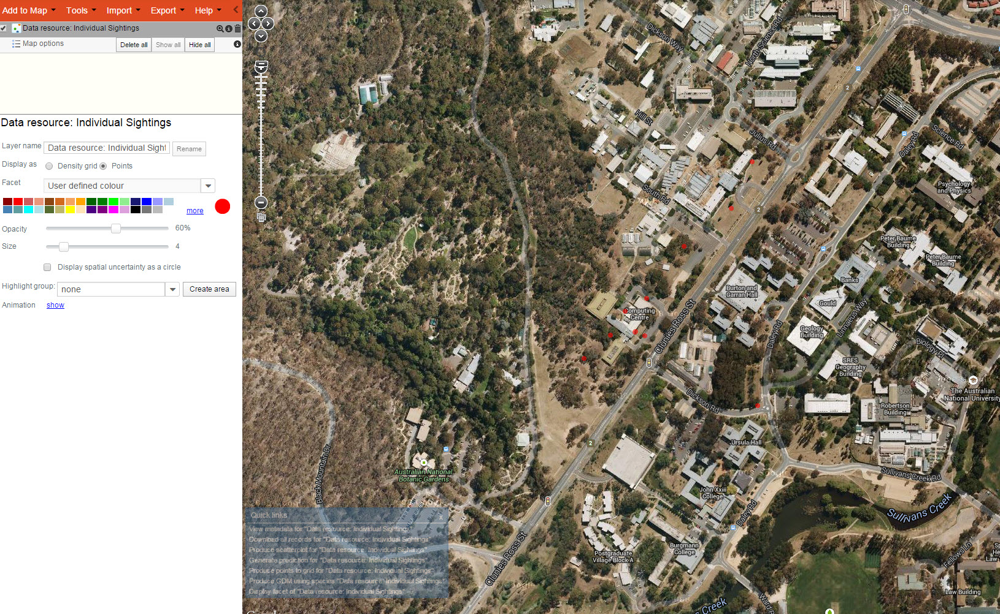 Add to Map Tools Import Export Help
Data resource: Individual Sightings
Map options
Delete all
Show all
Hide all
Data resource: Individual Sightings
Layer name
Data resource: Individual Sight
Rename
Display as
Density grid
Points
Facet
User defined colour
more
Opacity
60%
Size
4
Display spatial uncertainty as a circle
Highlight group:
none
Create area
Animation
show
Dickson Way
North Science Rd
2
Hill St
Julius Rd
Science Rd
Daley Rd
South Rd
Psychology
and Physics
2
Peter Baume
Building
Peter Baume
Building
Banks
Burton and
Garran Hall
Gould
Linnaeus Way
Computing
Centre
Clunies Ross St
Daley Rd
Geology
Building
Biology Pl
SRES
Geography
Building
The Australian
National University
Dickson Rd
Robertson
Building
2
Ursula Hall
Black Mountain Dr
Australian National
Botanic Gardens
Sullivans Creek Rd
John Xxiii
College
Daley Rd
Sullivans Creek
Quick links
x
View metadata for "Data resource: Individual Sightings"
Download all records for "Data resource: Individual Sightings"
Produce scatterplot for "Data resource: Individual Sightings"
Generate prediction for "Data resource: Individual Sightings"
Produce points to grid for "Data resource: Individual Sightings"
Produce GDM using species "Data resource: Individual Sightings"
Display facet of "Data resource: Individual Sightings"
Clunies Ross St
Burgmann
College
Postgraduate
Village Block A
Fellows Ln
Sp
He
Law
Law Building
s Creek
Ward R